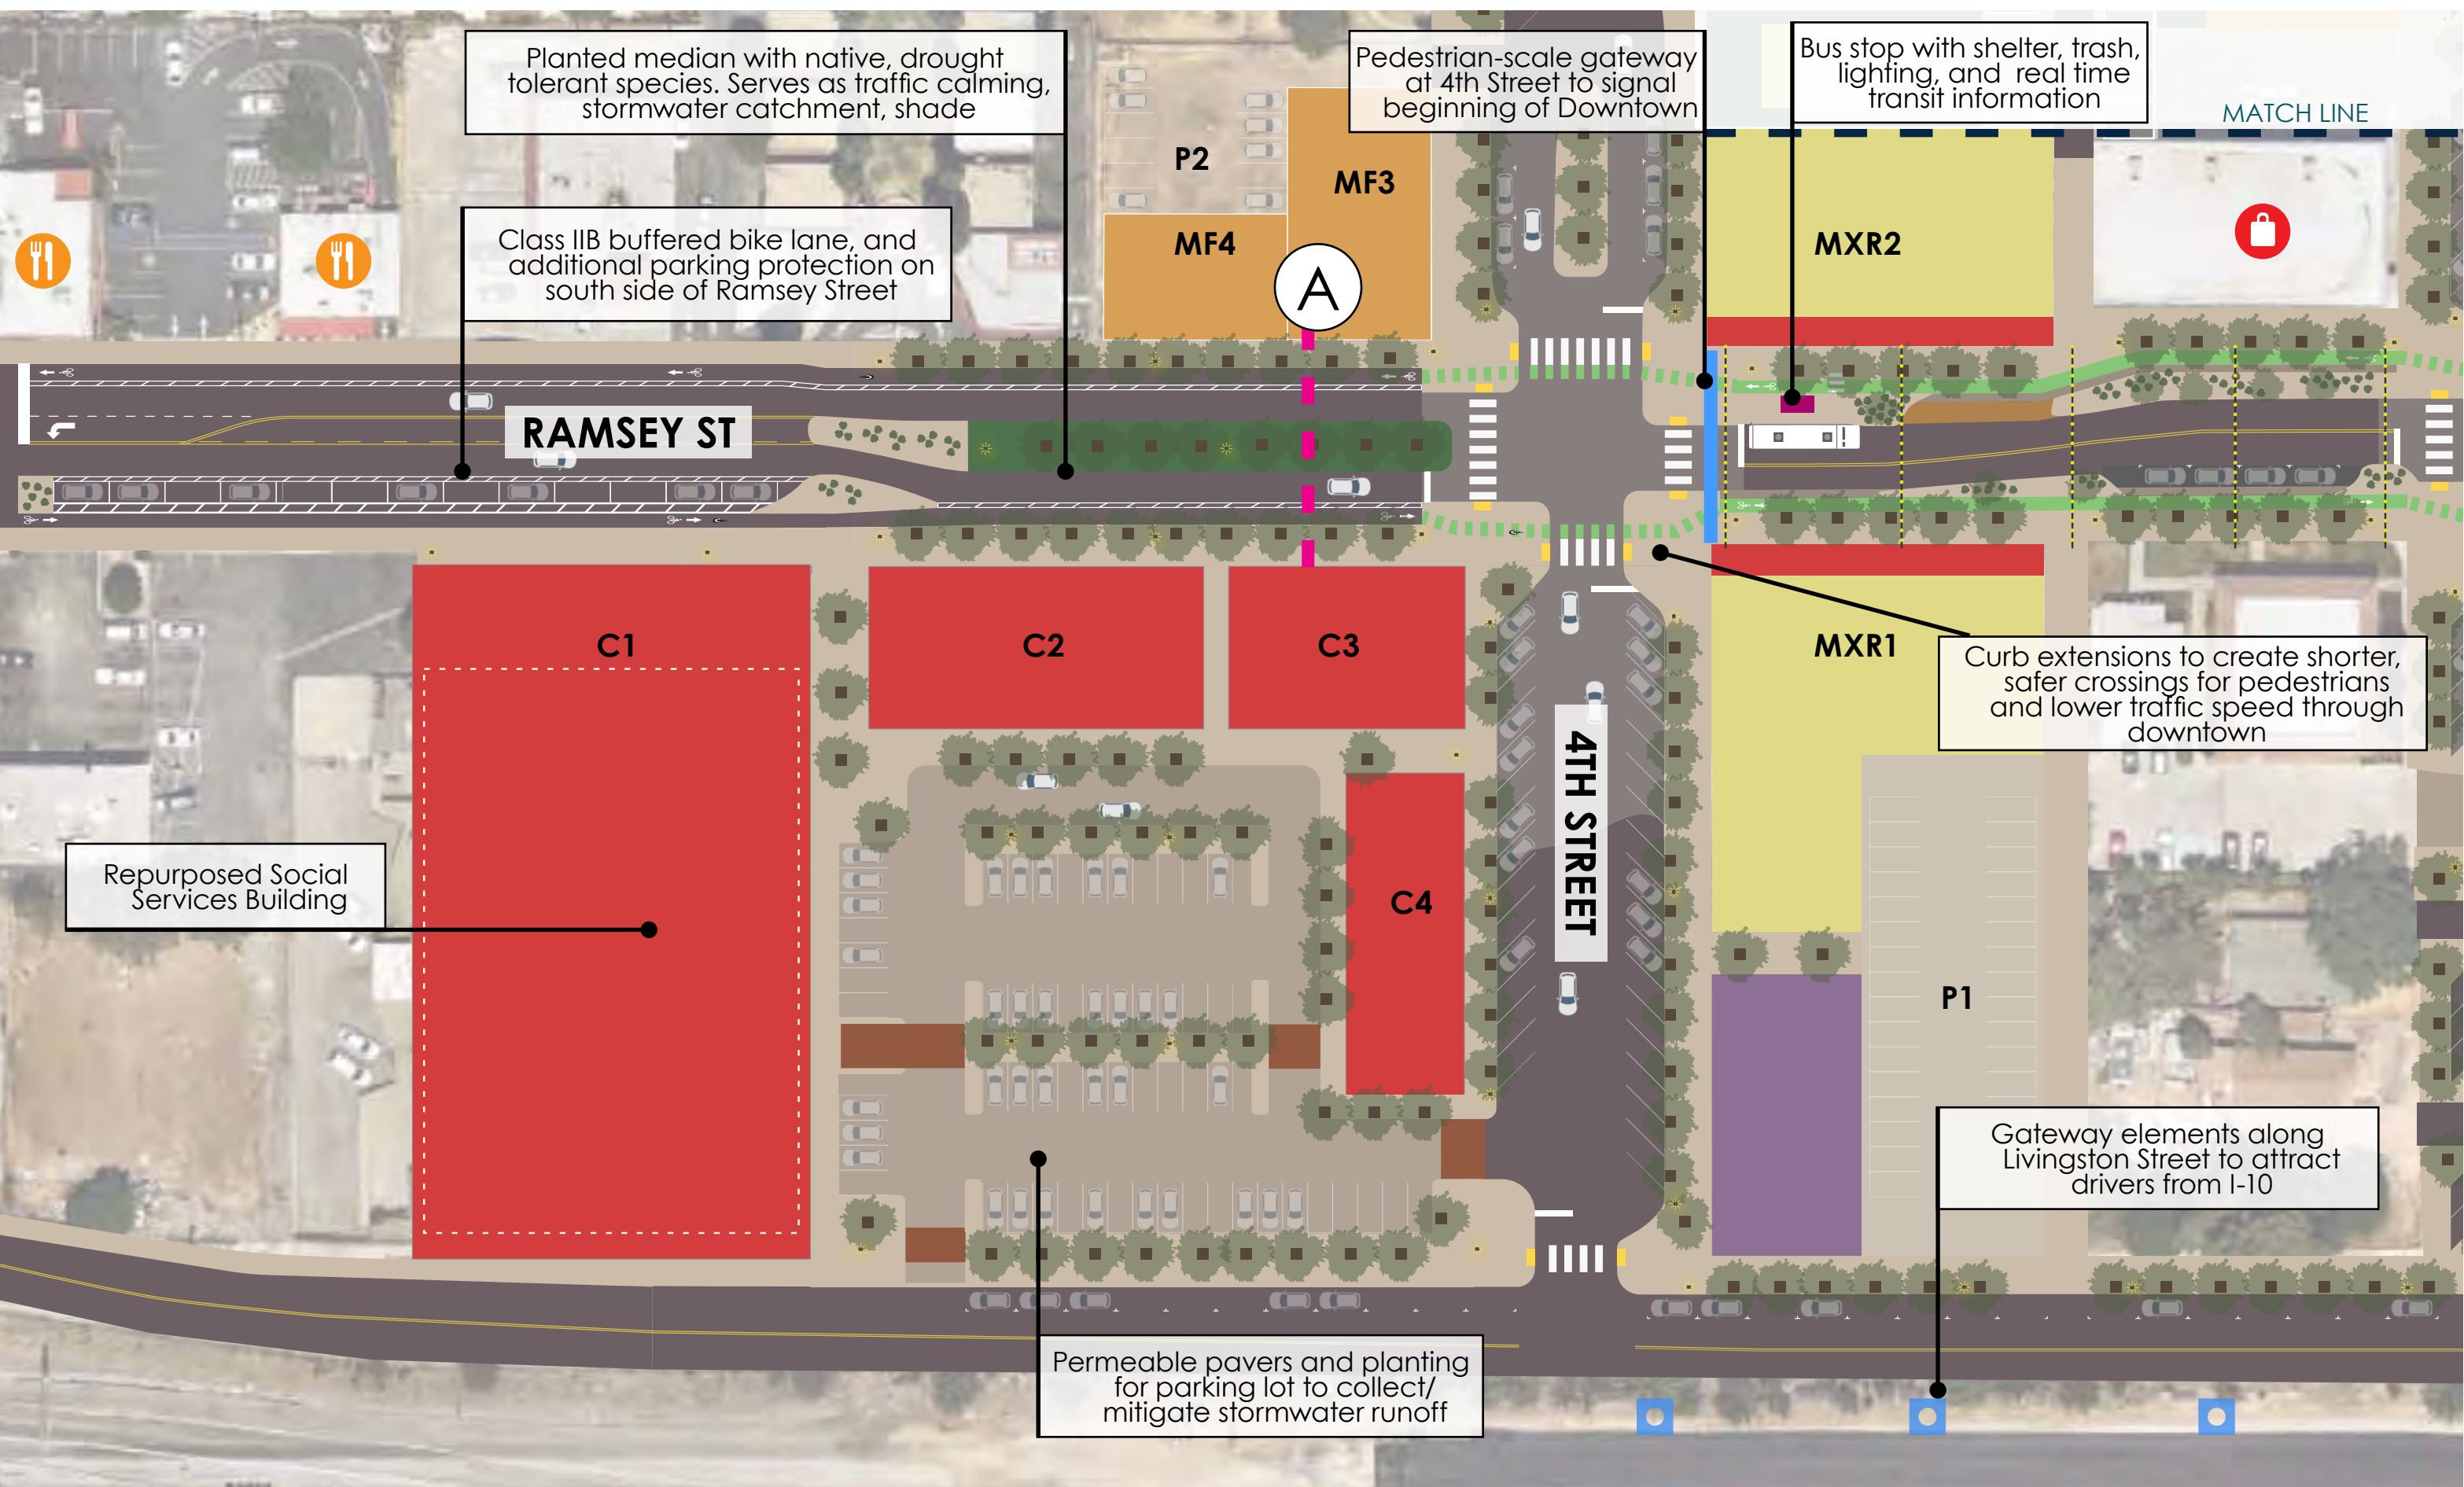 Planted median with native, drought
tolerant species. Serves as traffic calming,
stormwater catchment, shade
Pedestrian-scale gateway
at 4th Street to signal
beginning of Downtown
Bus stop with shelter, trash,
lighting, and real time
transit information
MATCH LINE
P2
MF3
MF4
MXR2
Class IIB buffered bike lane, and
additional parking protection on
south side of Ramsey Street
A
RAMSEY ST
C1
C2
C3
MXR1
Curb extensions to create shorter,
safer crossings for pedestrians
and lower traffic speed through
downtown
4TH STREET
Repurposed Social
Services Building
C4
P1
Gateway elements along
Livingston Street to attract
drivers from I-10
Permeable pavers and planting
for parking lot to collect/
mitigate stormwater runoff